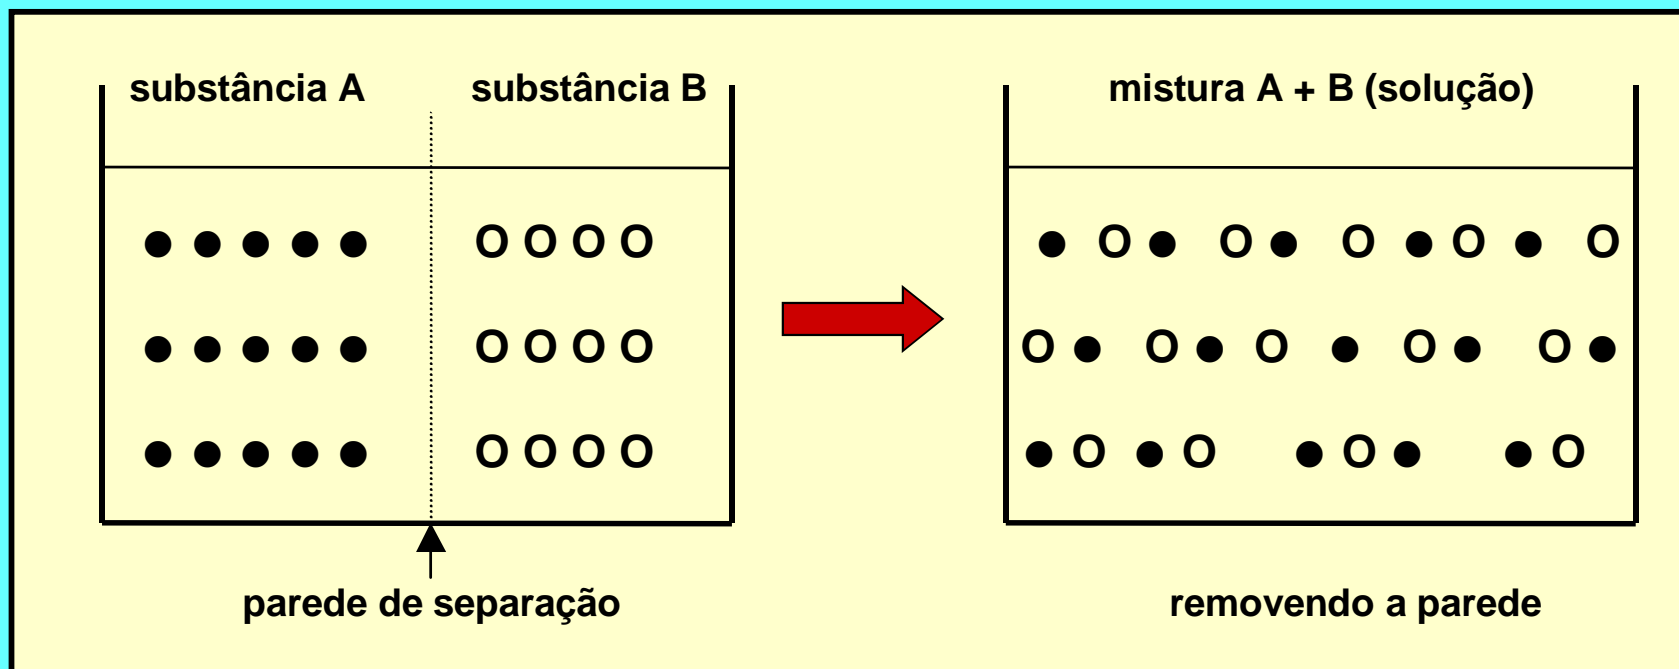 substância A
substância B
mistura A + B (solução)
● ● ● ● ● O O O O
● O ● O ● O ● O ● O
● ● ● ● ● O O O O
O ● O ● O ● O ● O ●
● ● ● ● ● O O O O
● O ● O ● O ● ● O
parede de separação
removendo a parede